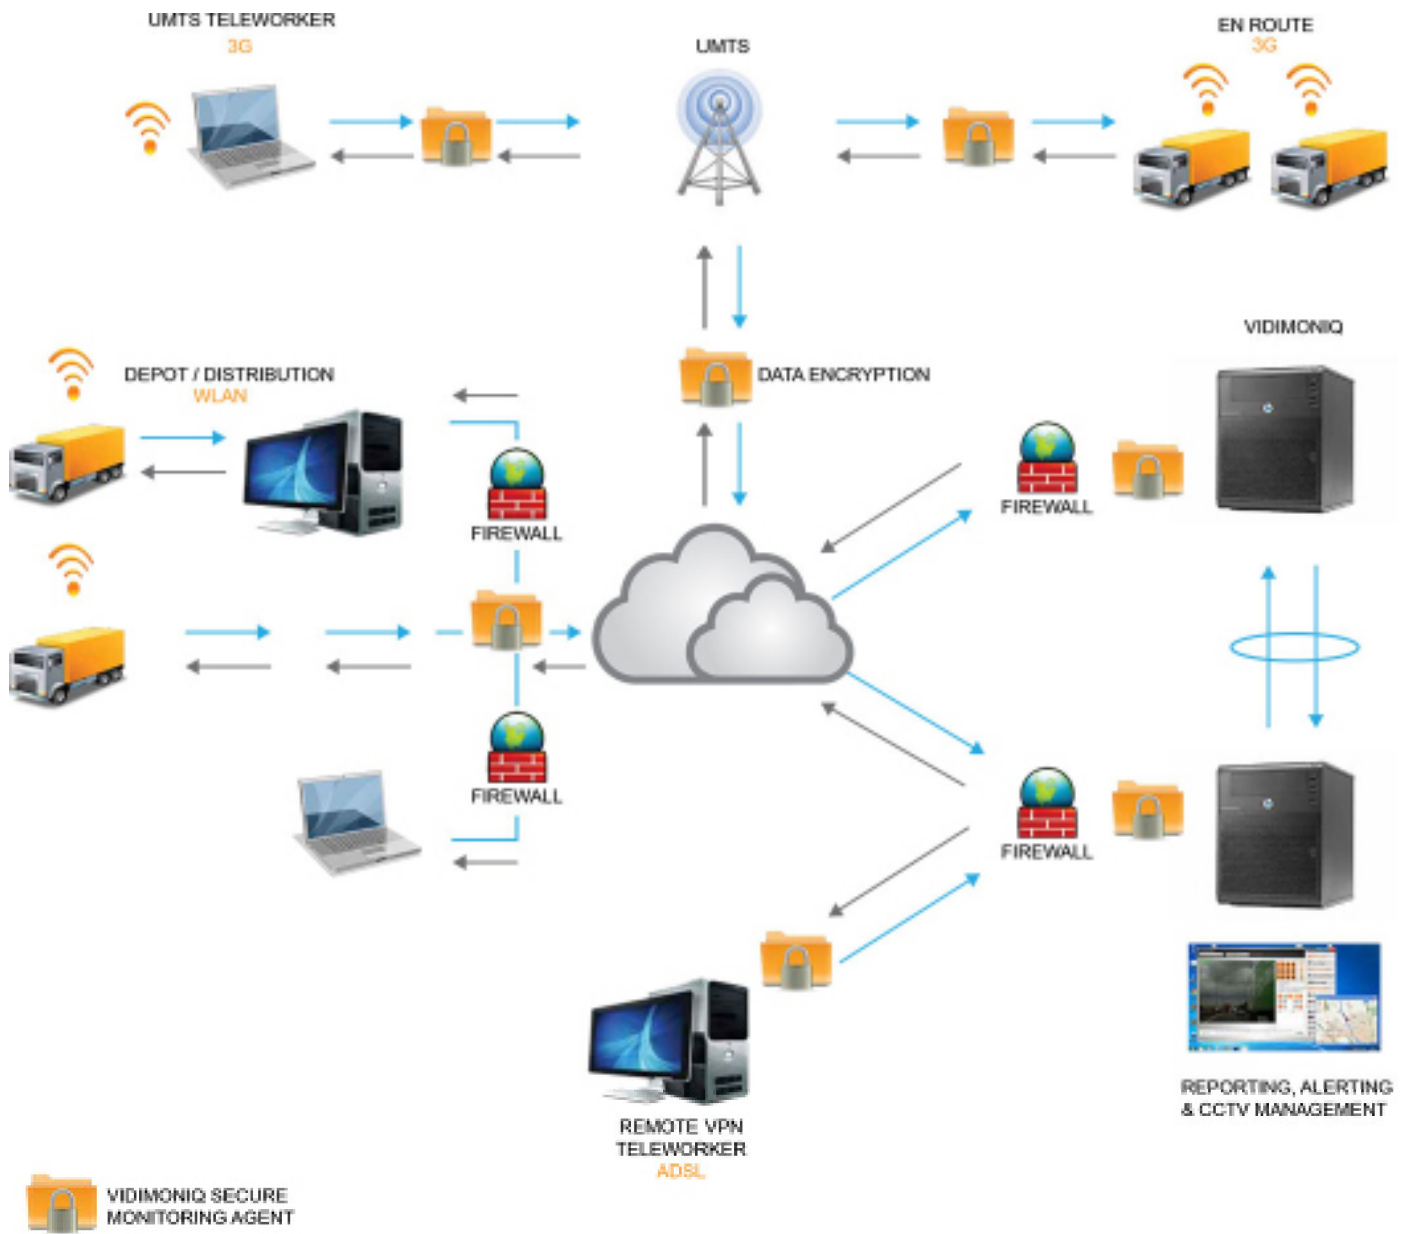 UMTS TELEWORKER
3G
UMTS
EN ROUTE
3G
VIDIMONIQ
DEPOT / DISTRIBUTION
WLAN
DATA ENCRYPTION
FIREWALL
FIREWALL
FIREWALL
FIREWALL
REPORTING, ALERTING
& CCTV MANAGEMENT
REMOTE VPN
TELEWORKER
ADSL
VIDIMONIQ SECURE
MONITORING AGENT